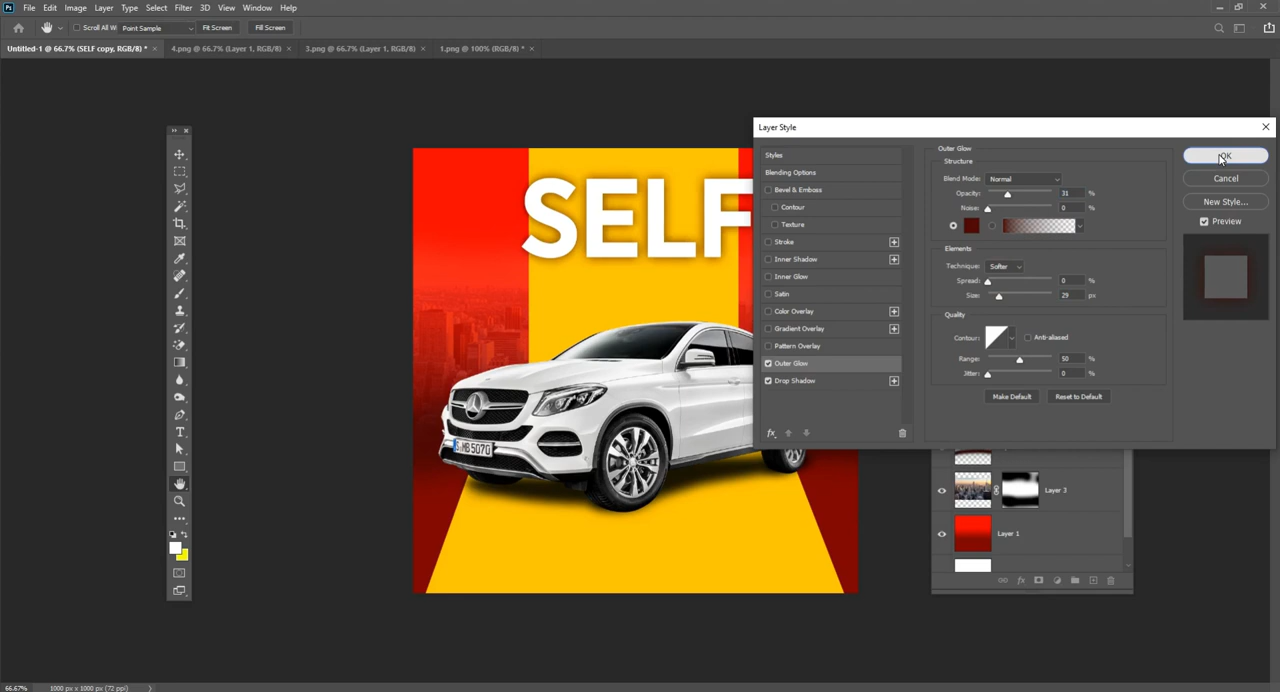 Ps File Edit Image Layer Type Select Filter 3D View Window Help
Scroll All W Point Sample Fit Screen Fill Screen
Untitled-1 @ 66.7% (SELF copy, RGB/8) * × 4.png @ 66.7% (Layer 1, RGB/8) × 3.png @ 66.7% (Layer 1, RGB/8) × 1.png @ 100% (RGB/8) * ×
Layer Style
Styles
Blending Options
Bevel & Emboss
Contour
Texture
Stroke
Inner Shadow
Inner Glow
Satin
Color Overlay
Gradient Overlay
Pattern Overlay
Outer Glow
Drop Shadow
fx
Outer Glow
Structure
Blend Mode: Normal
Opacity: 31 %
Noise: 0 %
Elements
Technique: Softer
Spread: 0 %
Size: 29 px
Quality
Contour: Anti-aliased
Range: 50 %
Jitter: 0 %
Make Default Reset to Default
OK
Cancel
New Style...
Preview
SELF
S·MB 5070
Layer 3
Layer 1
fx
T
66.67% 1000 px x 1000 px (72 ppi)